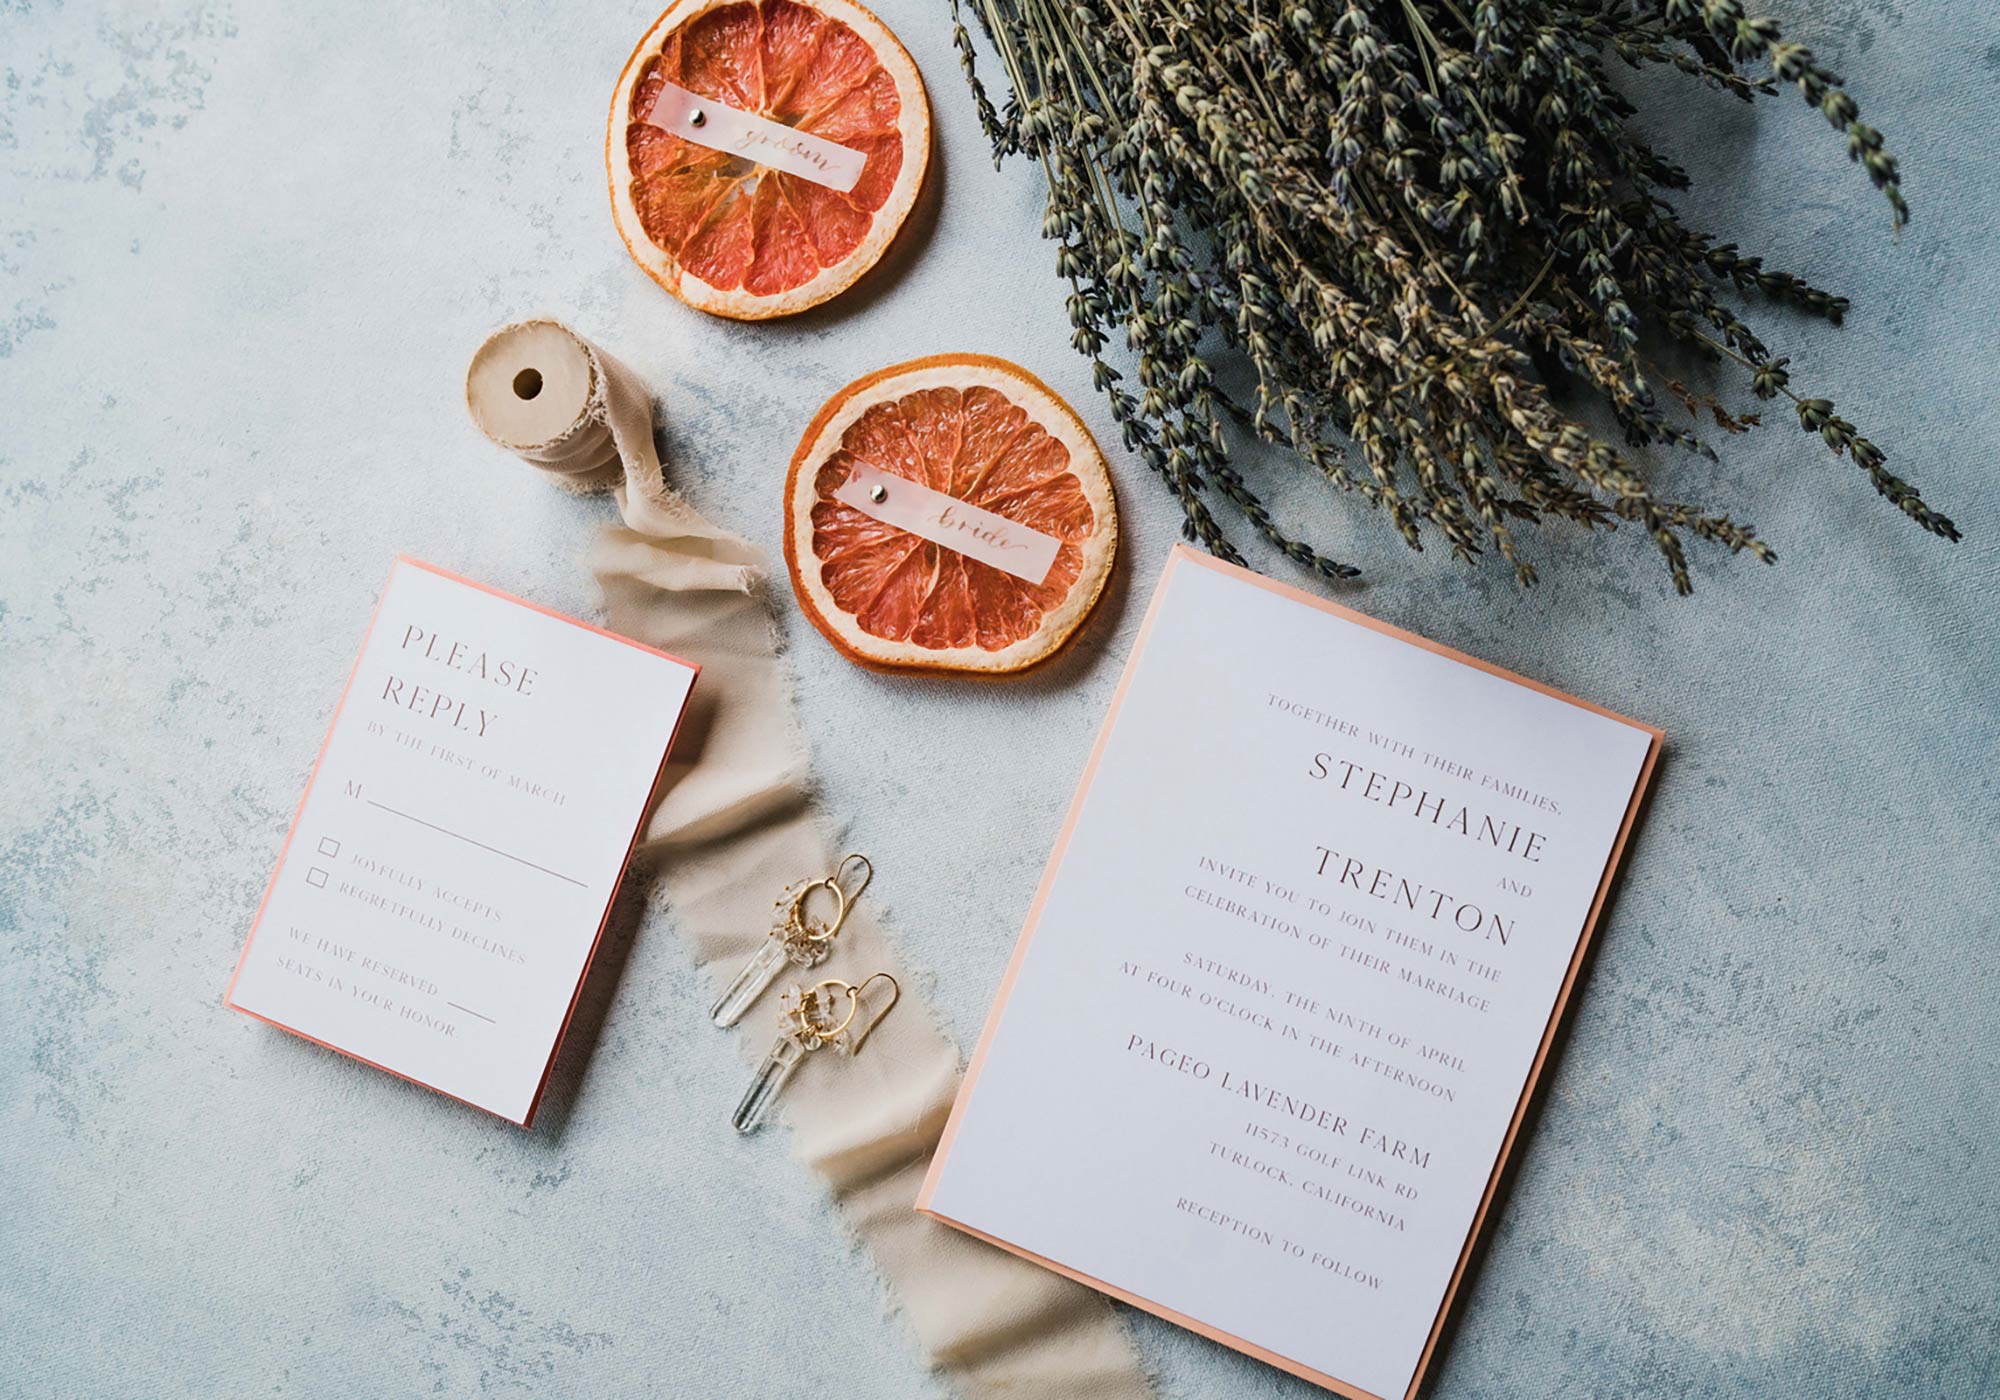 groom
bride
PLEASE
REPLY
BY THE FIRST OF MARCH
M
JOYFULLY ACCEPTS
REGRETFULLY DECLINES
WE HAVE RESERVED
SEATS IN YOUR HONOR
TOGETHER WITH THEIR FAMILIES,
STEPHANIE
AND
TRENTON
INVITE YOU TO JOIN THEM IN THE
CELEBRATION OF THEIR MARRIAGE
SATURDAY, THE NINTH OF APRIL
AT FOUR O'CLOCK IN THE AFTERNOON
PAGEO LAVENDER FARM
11573 GOLF LINK RD
TURLOCK, CALIFORNIA
RECEPTION TO FOLLOW